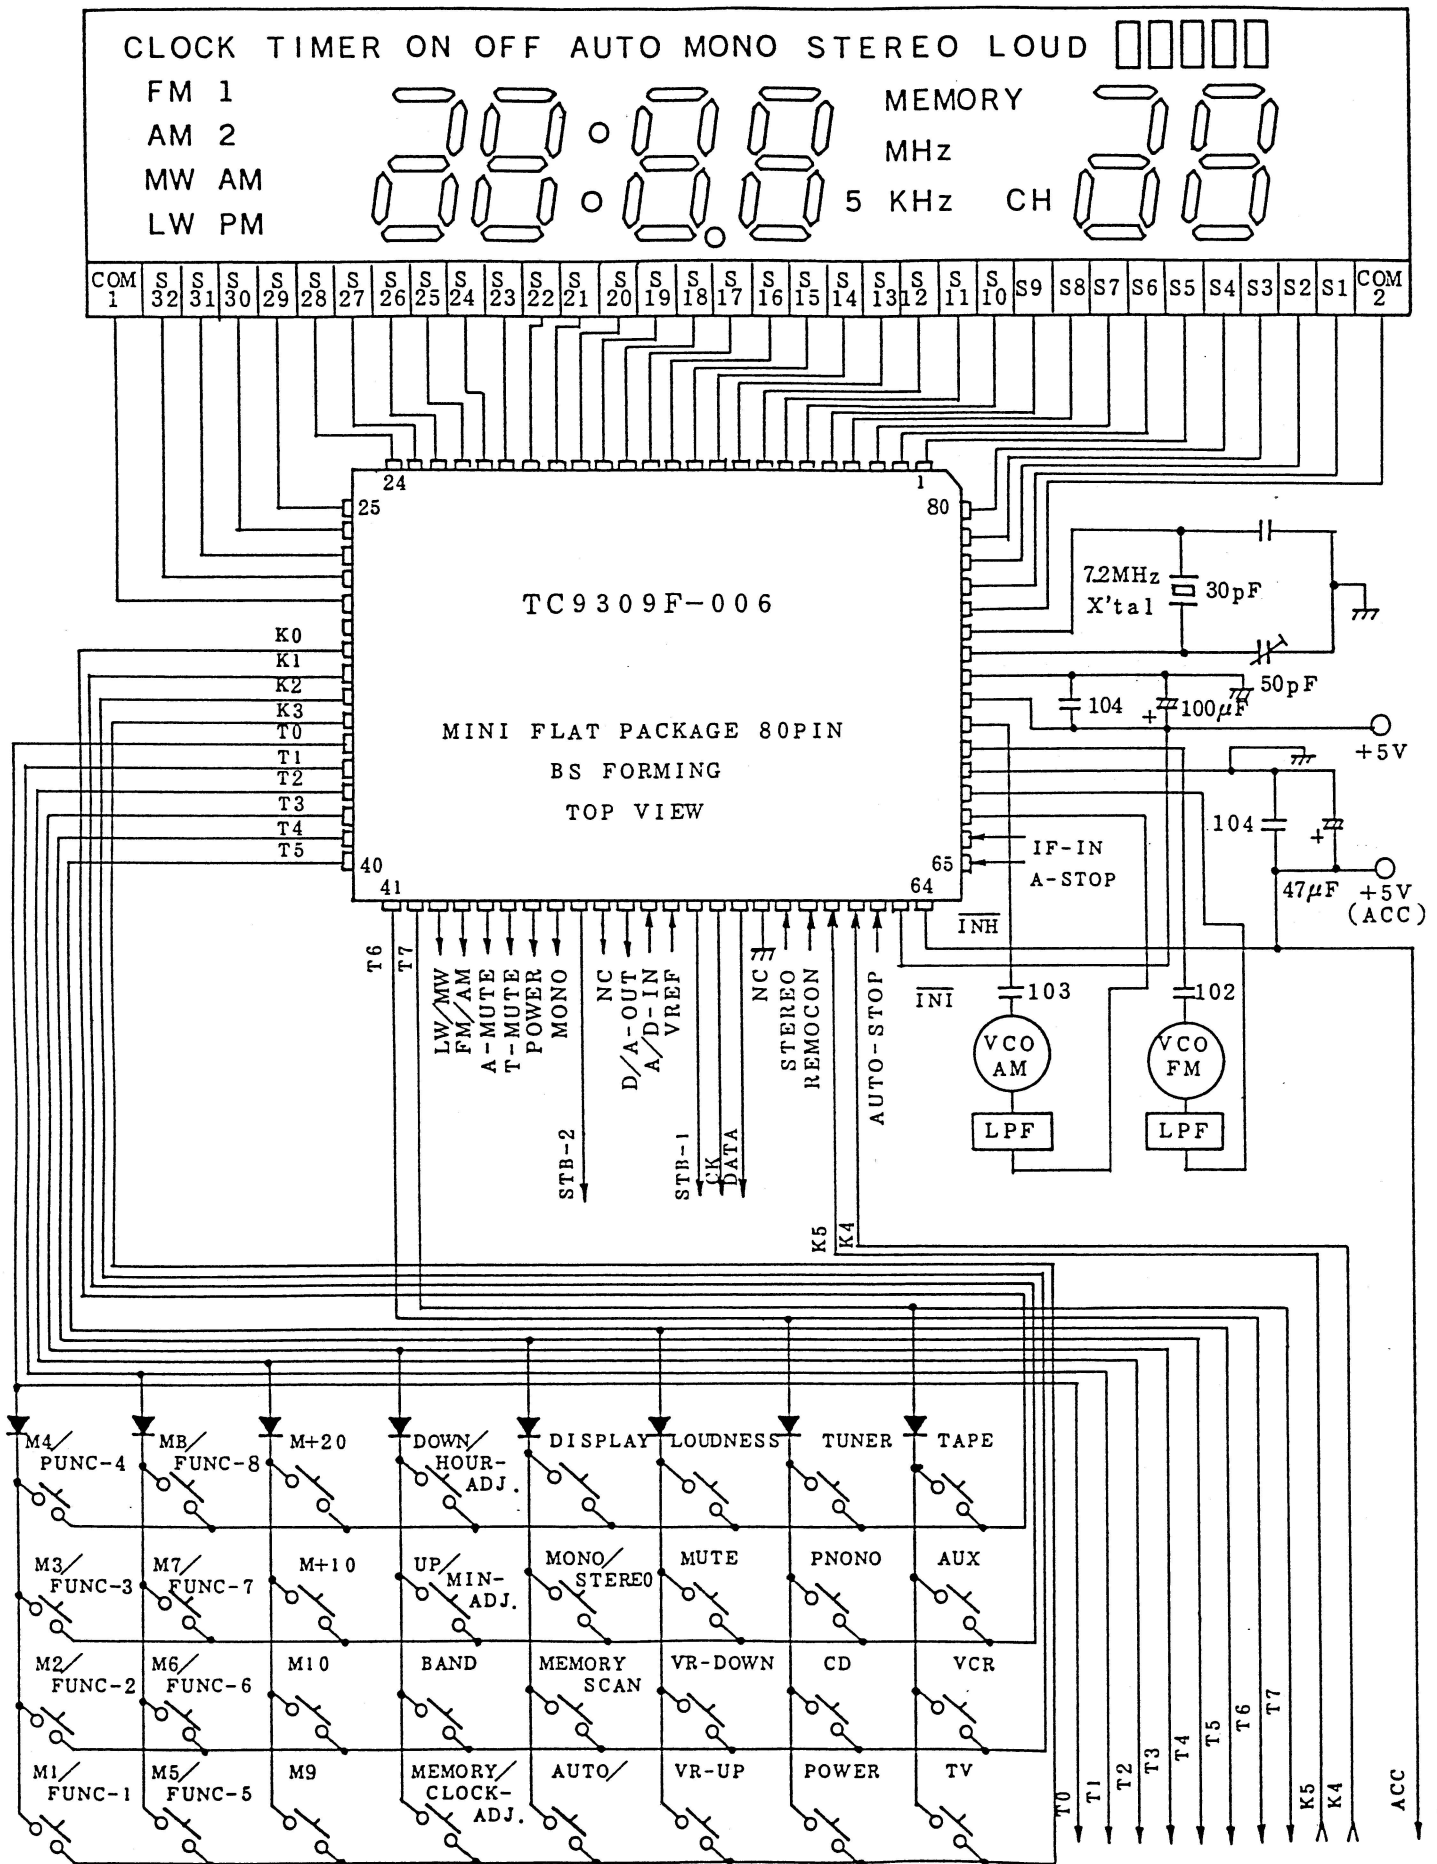 CLOCK TIMER ON OFF AUTO MONO STEREO LOUD
FM 1
AM 2
MW AM
LW PM
MEMORY
MHz
5 KHz CH
COM 1 S 32 S 31 S 30 S 29 S 28 S 27 S 26 S 25 S 24 S 23 S 22 S 21 S 20 S 19 S 18 S 17 S 16 S 15 S 14 S 13 S 12 S 11 S 10 S9 S8 S7 S6 S5 S4 S3 S2 S1 COM 2
24
1
25
80
TC9309F-006
MINI FLAT PACKAGE 80PIN
BS FORMING
TOP VIEW
40
65
41
64
K0
K1
K2
K3
T0
T1
T2
T3
T4
T5
7.2MHz
X'tal
30pF
50pF
104
+
100μF
+5V
104
+
47μF
+5V
(ACC)
IF-IN
A-STOP
INH
INI
T6
T7
LW/MW
FM/AM
A-MUTE
T-MUTE
POWER
MONO
STB-2
NC
D/A-OUT
A/D-IN
VREF
STB-1
CK
DATA
NC
STEREO
REMOCON
K5
K4
AUTO-STOP
103
102
VCO
AM
VCO
FM
LPF
LPF
M4/
PUNC-4
M8/
FUNC-8
M+20
DOWN/
HOUR-
ADJ.
DISPLAY
LOUDNESS
TUNER
TAPE
M3/
FUNC-3
M7/
FUNC-7
M+10
UP/
MIN-
ADJ.
MONO/
STEREO
MUTE
PNONO
AUX
M2/
FUNC-2
M6/
FUNC-6
M10
BAND
MEMORY
SCAN
VR-DOWN
CD
VCR
M1/
FUNC-1
M5/
FUNC-5
M9
MEMORY/
CLOCK-
ADJ.
AUTO/
VR-UP
POWER
TV
T0
T1
T2
T3
T4
T5
T6
T7
K5
K4
ACC